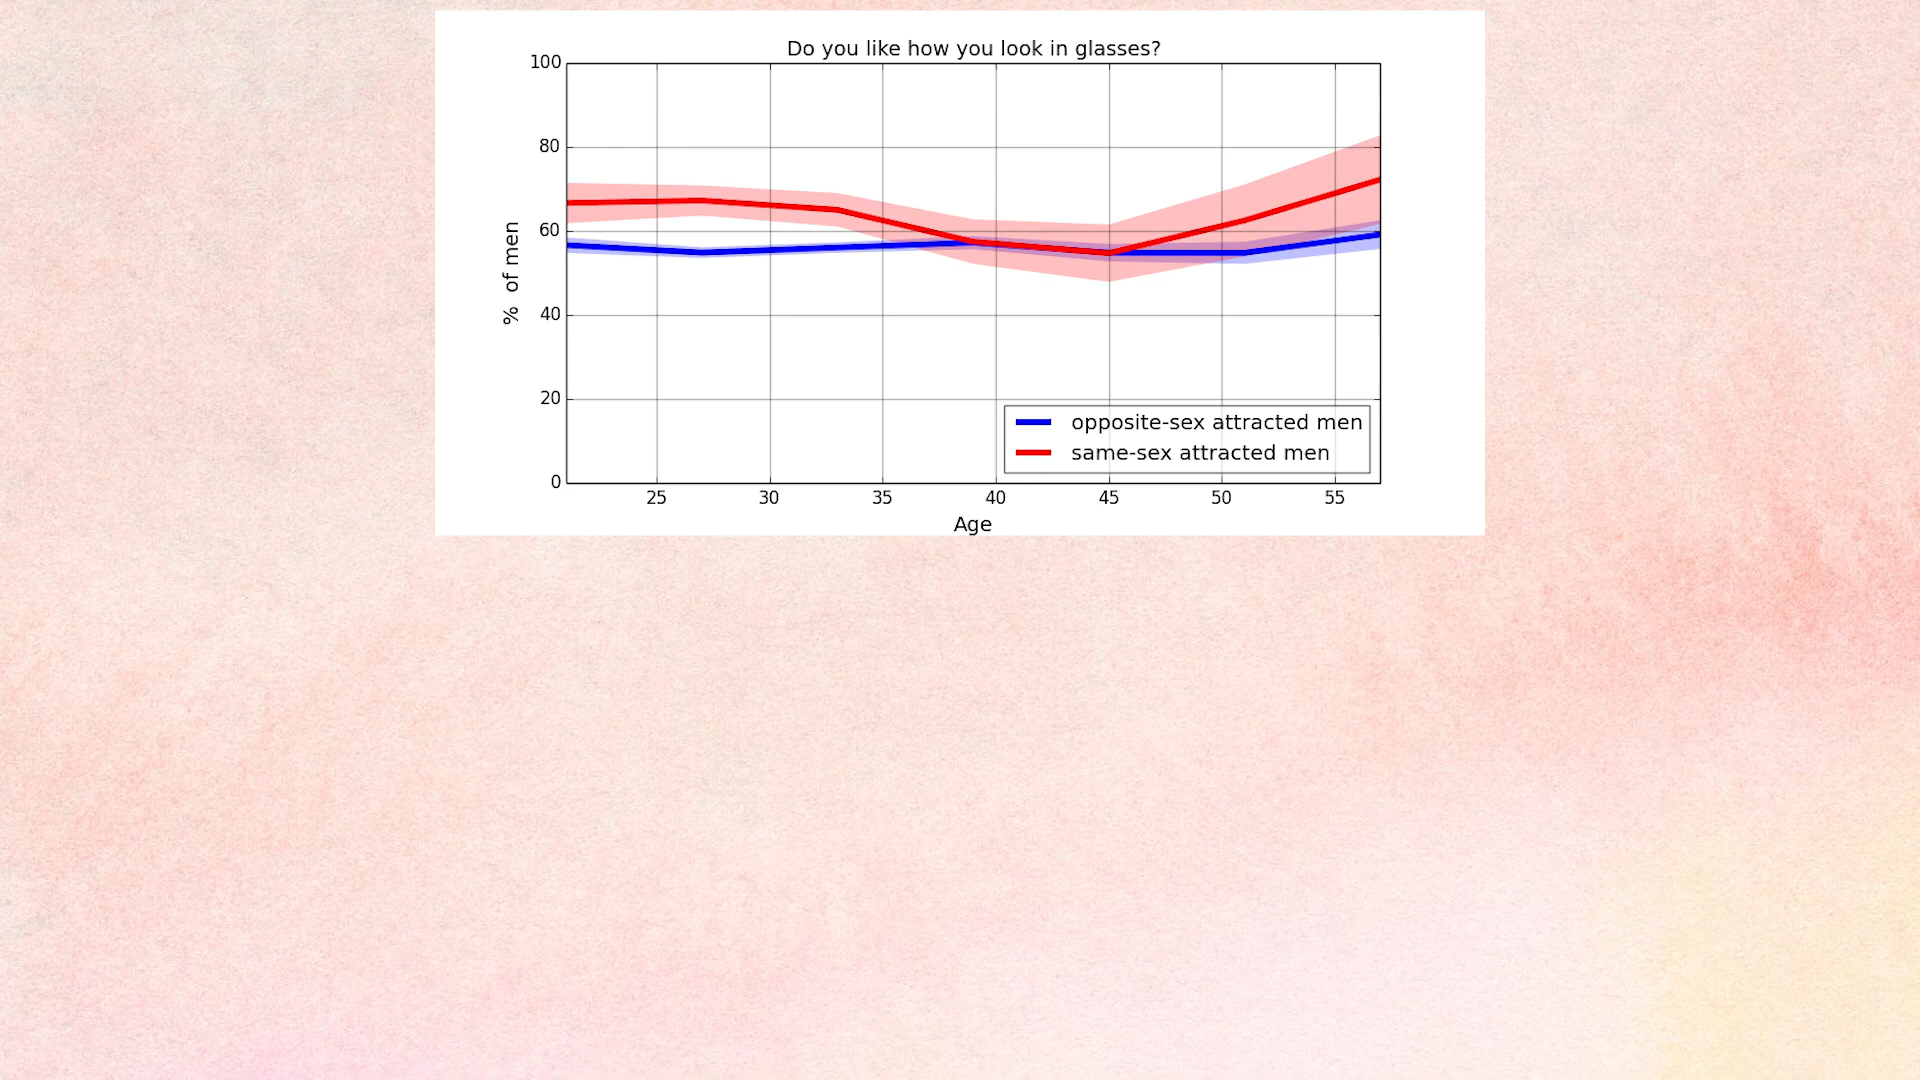 Do you like how you look in glasses?
100
80
60
40
20
0
% of men
25 30 35 40 45 50 55
Age
opposite-sex attracted men
same-sex attracted men